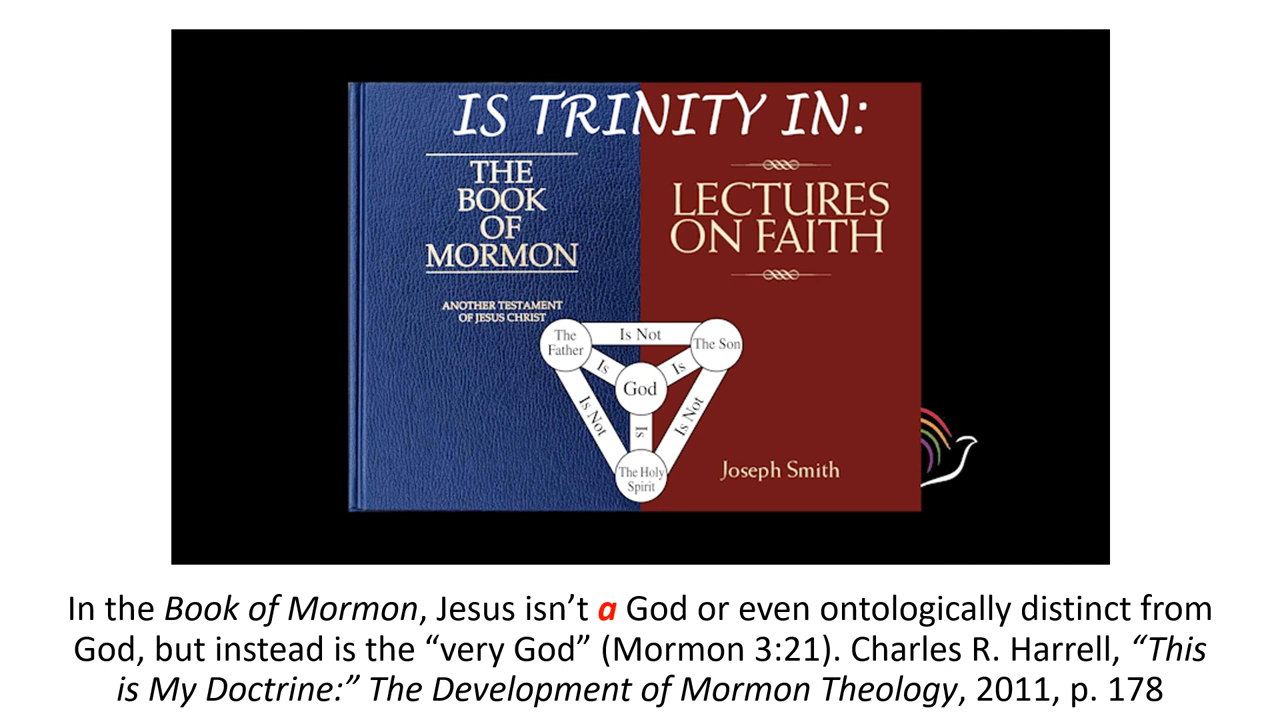 IS TRINITY IN:
THE
BOOK
OF
MORMON
ANOTHER TESTAMENT
OF JESUS CHRIST
LECTURES
ON FAITH
The
Father
Is Not
The Son
Is
Is
God
Is Not
Is
Is Not
The Holy
Spirit
Joseph Smith
In the Book of Mormon, Jesus isn’t a God or even ontologically distinct from
God, but instead is the “very God” (Mormon 3:21). Charles R. Harrell, “This
is My Doctrine:” The Development of Mormon Theology, 2011, p. 178